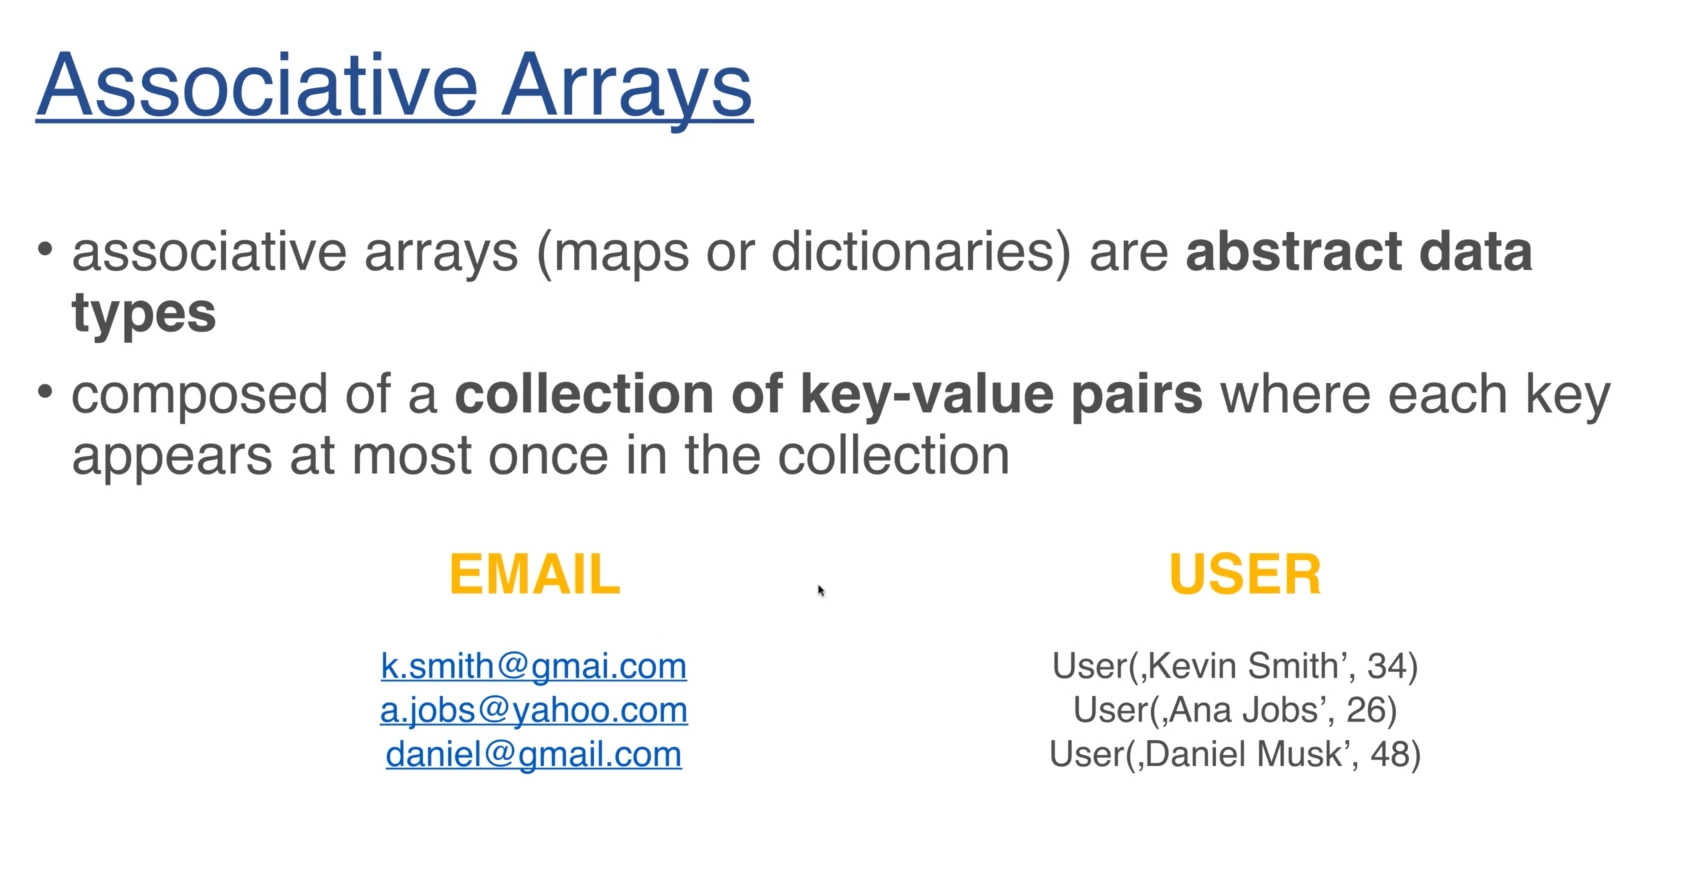 Associative Arrays
• associative arrays (maps or dictionaries) are abstract data
types
• composed of a collection of key-value pairs where each key
appears at most once in the collection
EMAIL USER
k.smith@gmai.com User(‚Kevin Smith’, 34)
a.jobs@yahoo.com User(‚Ana Jobs’, 26)
daniel@gmail.com User(‚Daniel Musk’, 48)